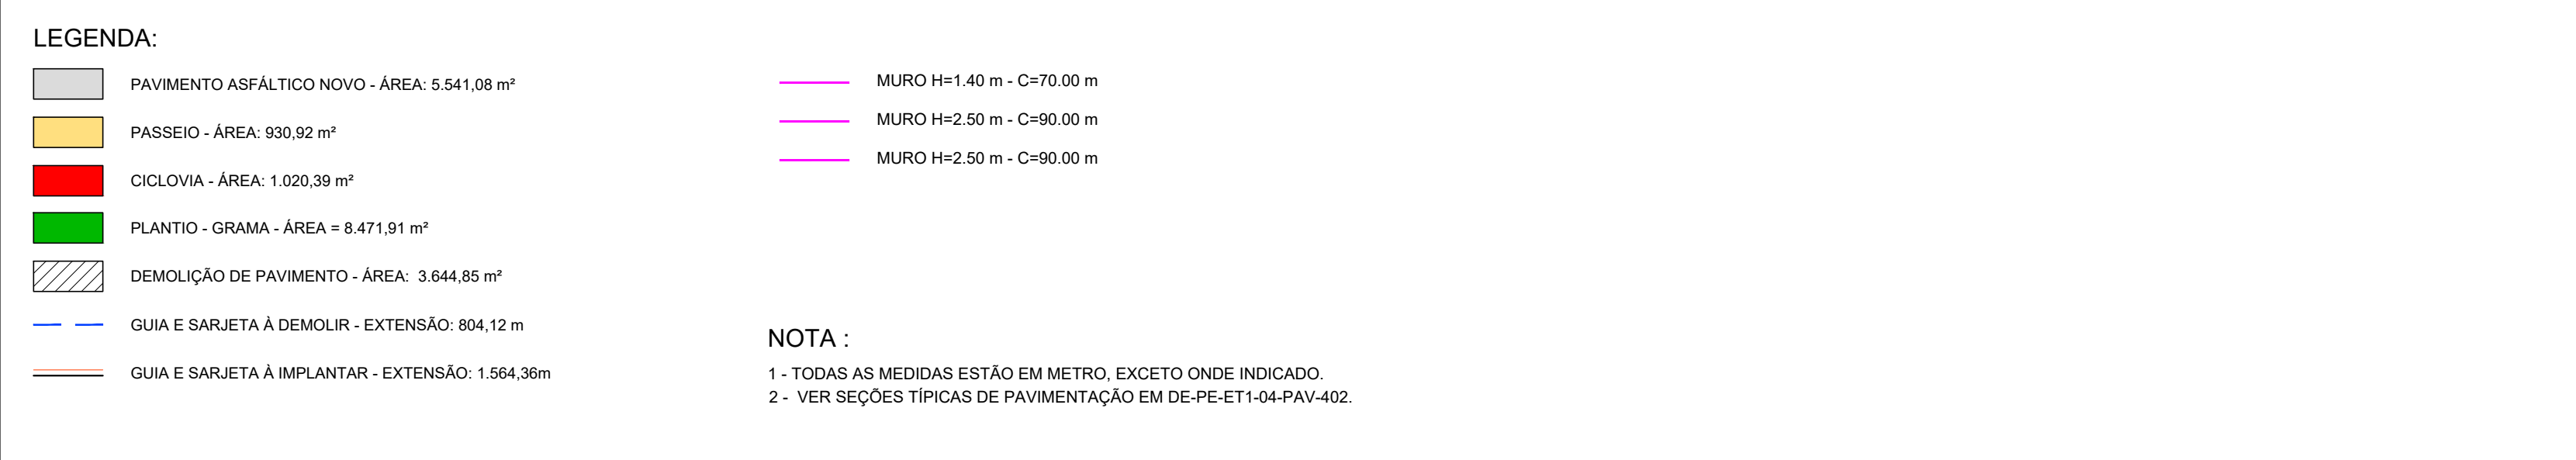 LEGENDA:
PAVIMENTO ASFÁLTICO NOVO - ÁREA: 5.541,08 m²
PASSEIO - ÁREA: 930,92 m²
CICLOVIA - ÁREA: 1.020,39 m²
PLANTIO - GRAMA - ÁREA = 8.471,91 m²
DEMOLIÇÃO DE PAVIMENTO - ÁREA:  3.644,85 m²
GUIA E SARJETA À DEMOLIR - EXTENSÃO: 804,12 m
GUIA E SARJETA À IMPLANTAR - EXTENSÃO: 1.564,36m
MURO H=1.40 m - C=70.00 m
MURO H=2.50 m - C=90.00 m
MURO H=2.50 m - C=90.00 m
NOTA :
1 - TODAS AS MEDIDAS ESTÃO EM METRO, EXCETO ONDE INDICADO.
2 -  VER SEÇÕES TÍPICAS DE PAVIMENTAÇÃO EM DE-PE-ET1-04-PAV-402.